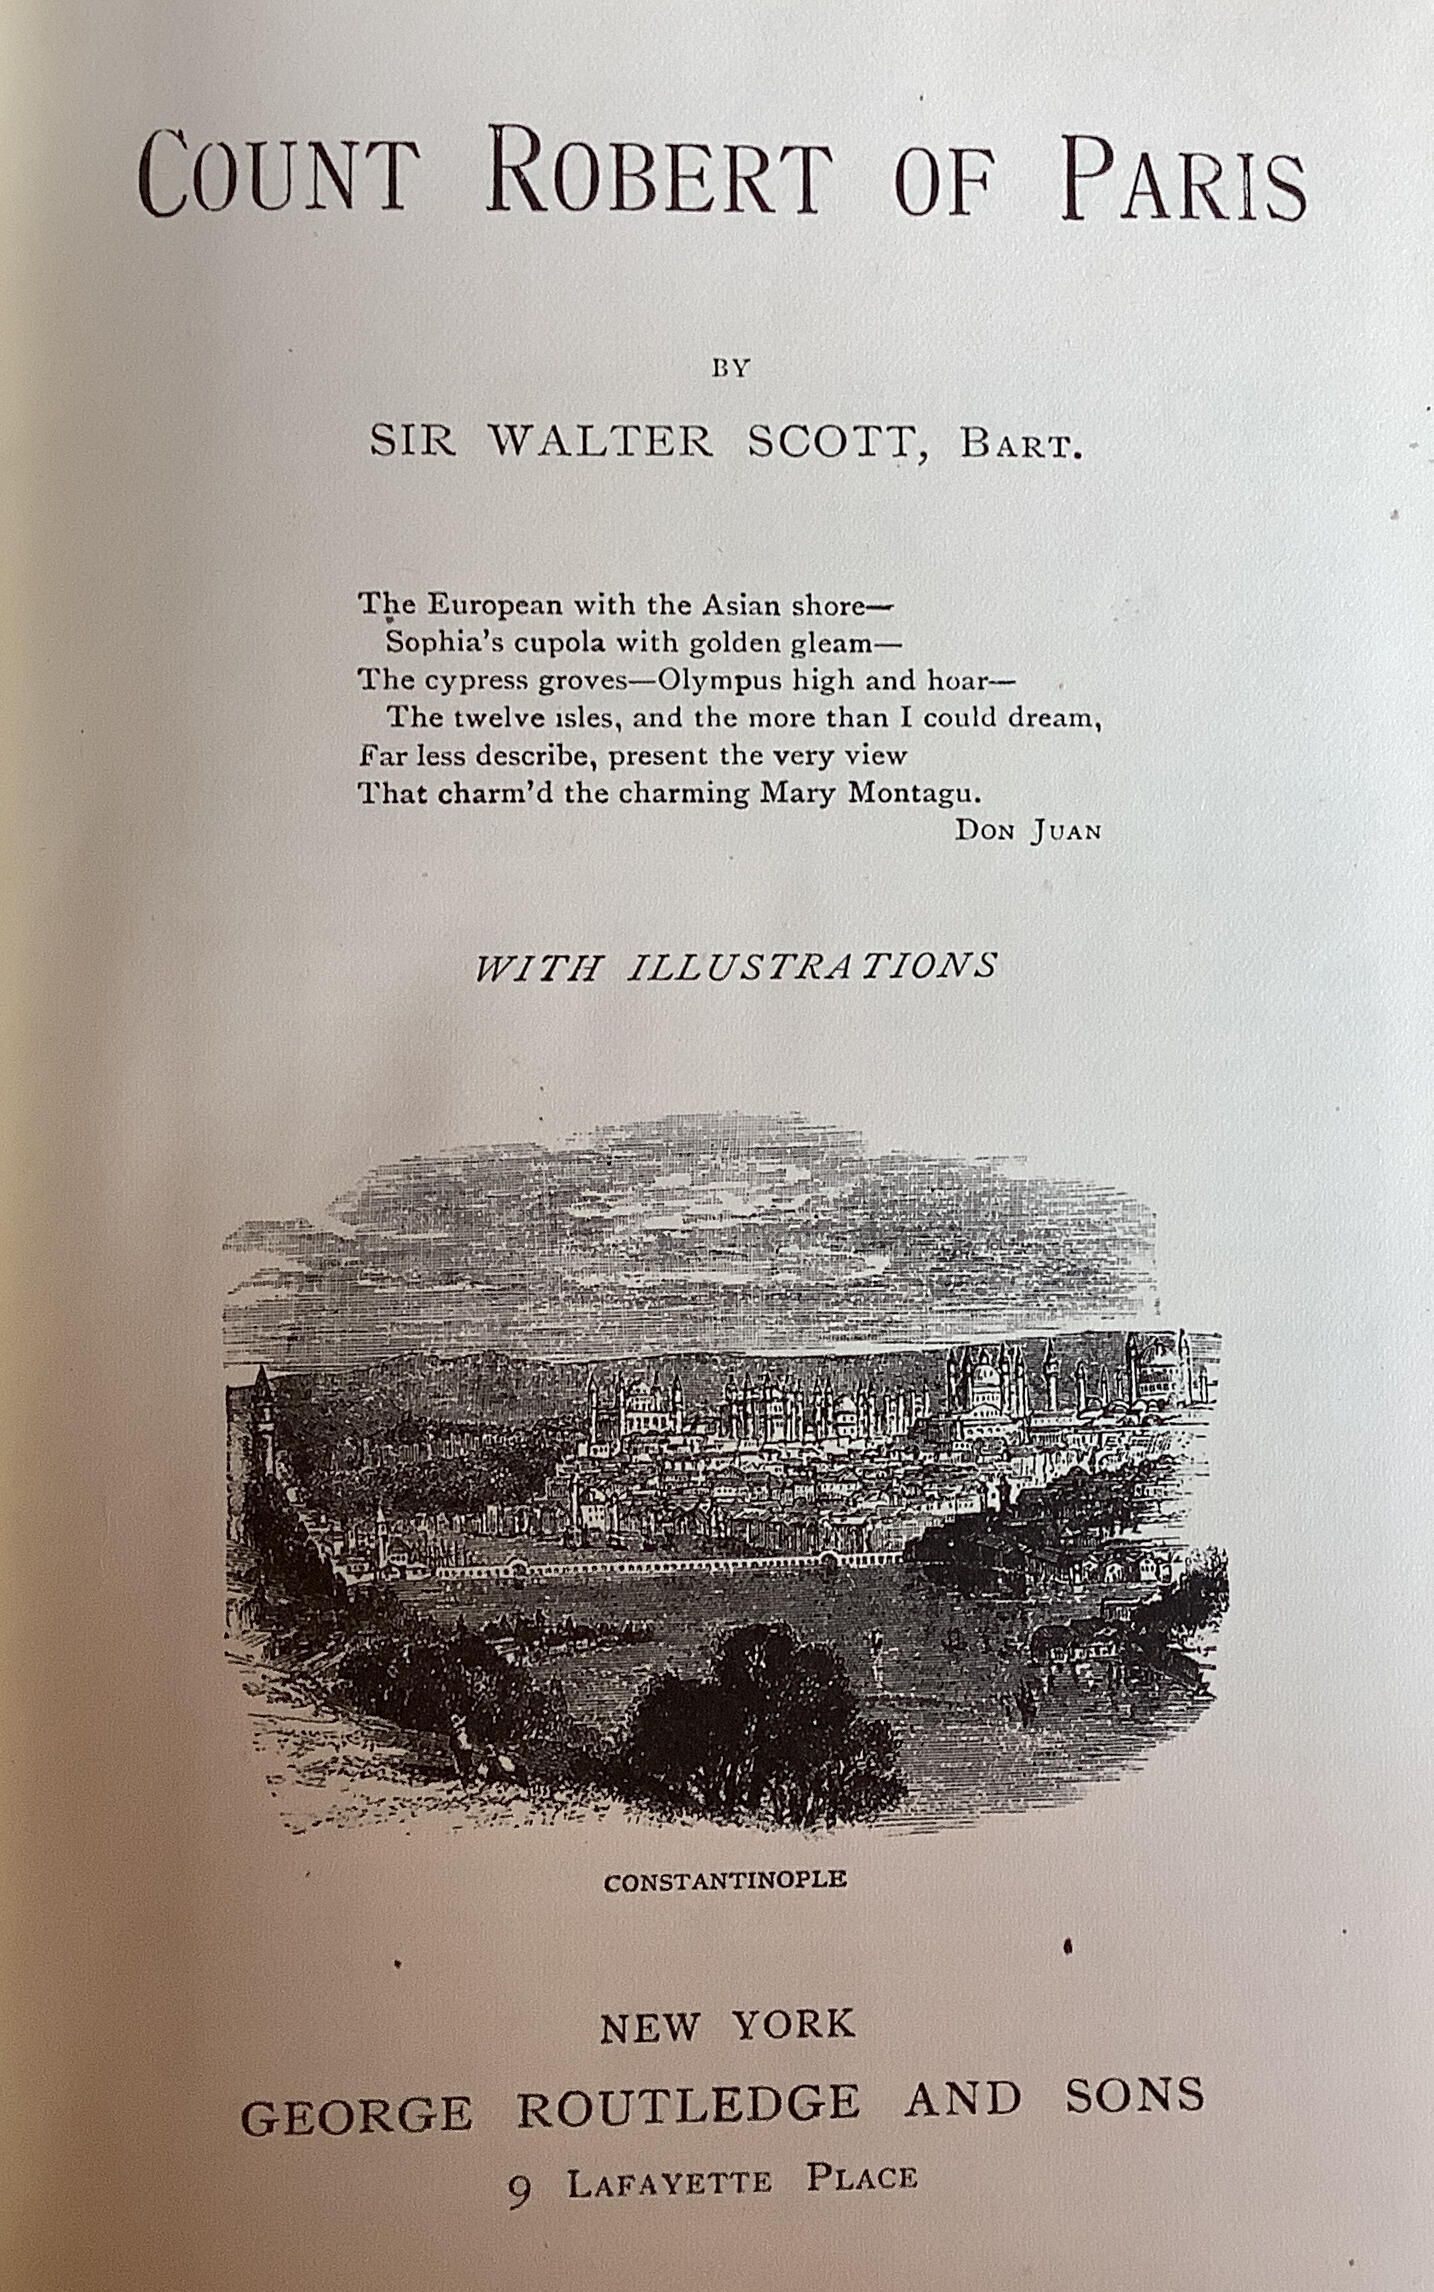 COUNT ROBERT OF PARIS
BY
SIR WALTER SCOTT, BART.
The European with the Asian shore—
Sophia's cupola with golden gleam—
The cypress groves—Olympus high and hoar—
The twelve isles, and the more than I could dream,
Far less describe, present the very view
That charm'd the charming Mary Montagu.
DON JUAN
WITH ILLUSTRATIONS
CONSTANTINOPLE
NEW YORK
GEORGE ROUTLEDGE AND SONS
9 LAFAYETTE PLACE